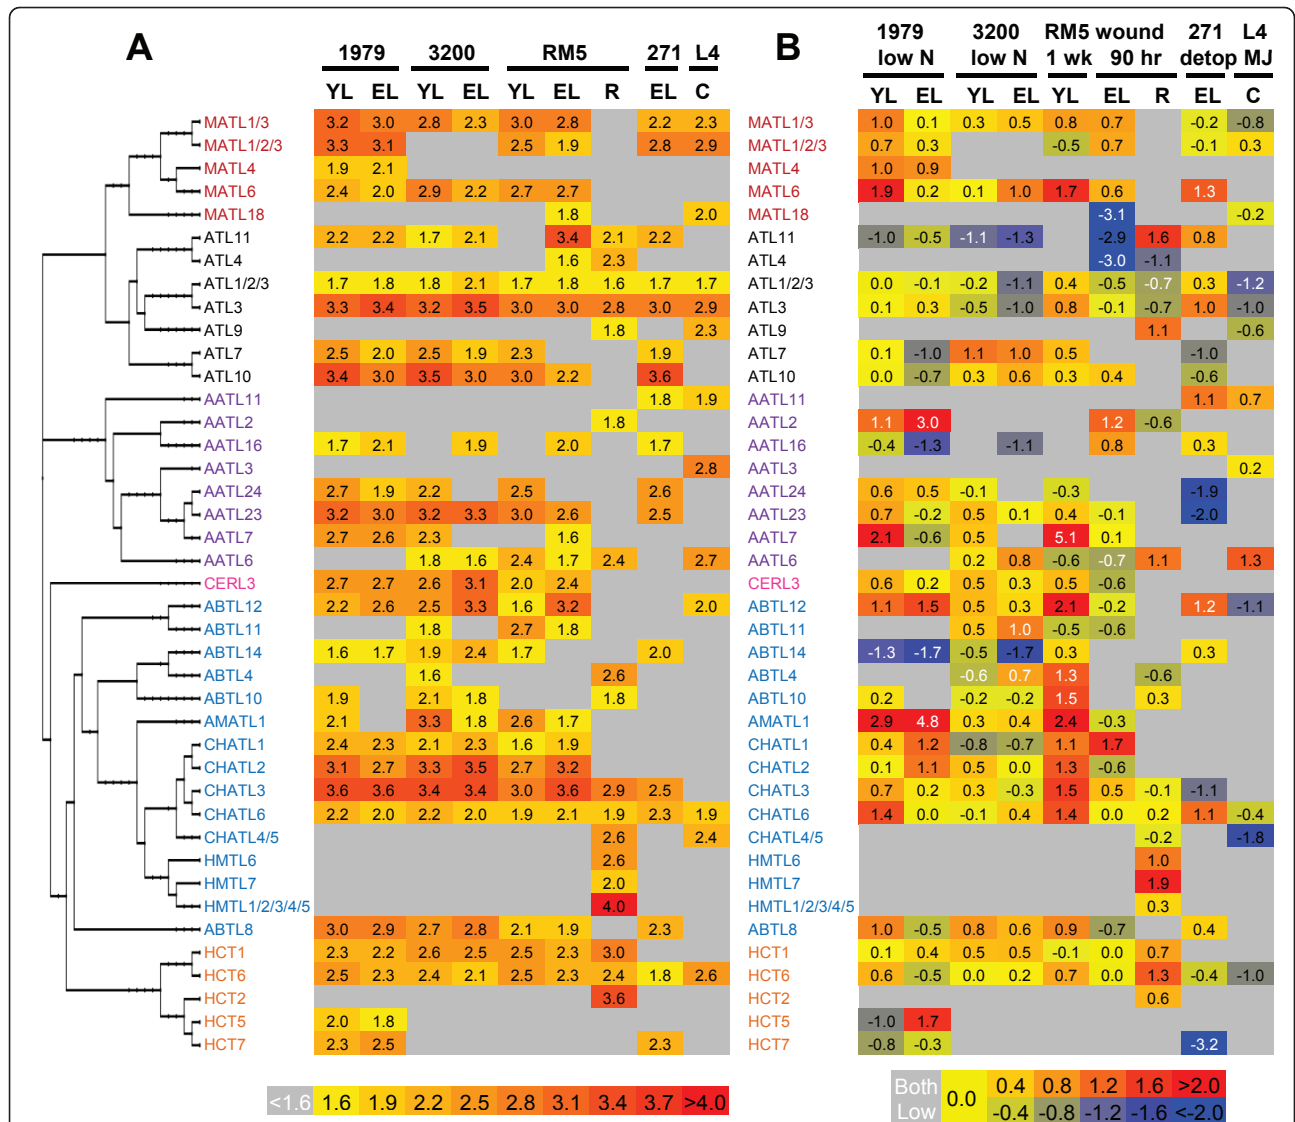 A
B
1979 3200 RM5 271 L4
1979 3200 RM5 wound 271 L4
low N low N 1 wk 90 hr detop MJ
YL EL YL EL YL EL R EL C
YL EL YL EL YL EL R EL C
MATL1/3 3.2 3.0 2.8 2.3 3.0 2.8 2.2 2.3 MATL1/3 1.0 0.1 0.3 0.5 0.8 0.7 -0.2 -0.8
MATL1/2/3 3.3 3.1 2.5 1.9 2.8 2.9 MATL1/2/3 0.7 0.3 -0.5 0.7 -0.1 0.3
MATL4 1.9 2.1 MATL4 1.0 0.9
MATL6 2.4 2.0 2.9 2.2 2.7 2.7 MATL6 1.9 0.2 0.1 1.0 1.7 0.6 1.3
MATL18 1.8 2.0 MATL18 -3.1 -0.2
ATL11 2.2 2.2 1.7 2.1 3.4 2.1 2.2 ATL11 -1.0 -0.5 -1.1 -1.3 -2.9 1.6 0.8
ATL4 1.6 2.3 ATL4 -3.0 -1.1
ATL1/2/3 1.7 1.8 1.8 2.1 1.7 1.8 1.6 1.7 1.7 ATL1/2/3 0.0 -0.1 -0.2 -1.1 0.4 -0.5 -0.7 0.3 -1.2
ATL3 3.3 3.4 3.2 3.5 3.0 3.0 2.8 3.0 2.9 ATL3 0.1 0.3 -0.5 -1.0 0.8 -0.1 -0.7 1.0 -1.0
ATL9 1.8 2.3 ATL9 1.1 -0.6
ATL7 2.5 2.0 2.5 1.9 2.3 1.9 ATL7 0.1 -1.0 1.1 1.0 0.5 -1.0
ATL10 3.4 3.0 3.5 3.0 3.0 2.2 3.6 ATL10 0.0 -0.7 0.3 0.6 0.3 0.4 -0.6
AATL11 1.8 1.9 AATL11 1.1 0.7
AATL2 1.8 AATL2 1.1 3.0 1.2 -0.6
AATL16 1.7 2.1 1.9 2.0 1.7 AATL16 -0.4 -1.3 -1.1 0.8 0.3
AATL3 2.8 AATL3 0.2
AATL24 2.7 1.9 2.2 2.5 2.6 AATL24 0.6 0.5 -0.1 -0.3 -1.9
AATL23 3.2 3.0 3.2 3.3 3.0 2.6 2.5 AATL23 0.7 -0.2 0.5 0.1 0.4 -0.1 -2.0
AATL7 2.7 2.6 2.3 1.6 AATL7 2.1 -0.6 0.5 5.1 0.1
AATL6 1.8 1.6 2.4 1.7 2.4 2.7 AATL6 0.2 0.8 -0.6 -0.7 1.1 1.3
CERL3 2.7 2.7 2.6 3.1 2.0 2.4 CERL3 0.6 0.2 0.5 0.3 0.5 -0.6
ABTL12 2.2 2.6 2.5 3.3 1.6 3.2 2.0 ABTL12 1.1 1.5 0.5 0.3 2.1 -0.2 1.2 -1.1
ABTL11 1.8 2.7 1.8 ABTL11 0.5 1.0 -0.5 -0.6
ABTL14 1.6 1.7 1.9 2.4 1.7 2.0 ABTL14 -1.3 -1.7 -0.5 -1.7 0.3 0.3
ABTL4 1.6 2.6 ABTL4 -0.6 0.7 1.3 -0.6
ABTL10 1.9 2.1 1.8 1.8 ABTL10 0.2 -0.2 -0.2 1.5 0.3
AMATL1 2.1 3.3 1.8 2.6 1.7 AMATL1 2.9 4.8 0.3 0.4 2.4 -0.3
CHATL1 2.4 2.3 2.1 2.3 1.6 1.9 CHATL1 0.4 1.2 -0.8 -0.7 1.1 1.7
CHATL2 3.1 2.7 3.3 3.5 2.7 3.2 CHATL2 0.1 1.1 0.5 0.0 1.3 -0.6
CHATL3 3.6 3.6 3.4 3.4 3.0 3.6 2.9 2.5 CHATL3 0.7 0.2 0.3 -0.3 1.5 0.5 -0.1 -1.1
CHATL6 2.2 2.0 2.2 2.0 1.9 2.1 1.9 2.3 1.9 CHATL6 1.4 0.0 -0.1 0.4 1.4 0.0 0.2 1.1 -0.4
CHATL4/5 2.6 2.4 CHATL4/5 -0.2 -1.8
HMTL6 2.6 HMTL6 1.0
HMTL7 2.0 HMTL7 1.9
HMTL1/2/3/4/5 4.0 HMTL1/2/3/4/5 0.3
ABTL8 3.0 2.9 2.7 2.8 2.1 1.9 2.3 ABTL8 1.0 -0.5 0.8 0.6 0.9 -0.7 0.4
HCT1 2.3 2.2 2.6 2.5 2.5 2.3 3.0 HCT1 0.1 0.4 0.5 0.5 -0.1 0.0 0.7
HCT6 2.5 2.3 2.4 2.1 2.5 2.3 2.4 1.8 2.6 HCT6 0.6 -0.5 0.0 0.2 0.7 0.0 1.3 -0.4 -1.0
HCT2 3.6 HCT2 0.6
HCT5 2.0 1.8 HCT5 -1.0 1.7
HCT7 2.3 2.5 2.3 HCT7 -0.8 -0.3 -3.2
<1.6 1.6 1.9 2.2 2.5 2.8 3.1 3.4 3.7 >4.0
Both 0.0 0.4 0.8 1.2 1.6 >2.0
Low -0.4 -0.8 -1.2 -1.6 <-2.0